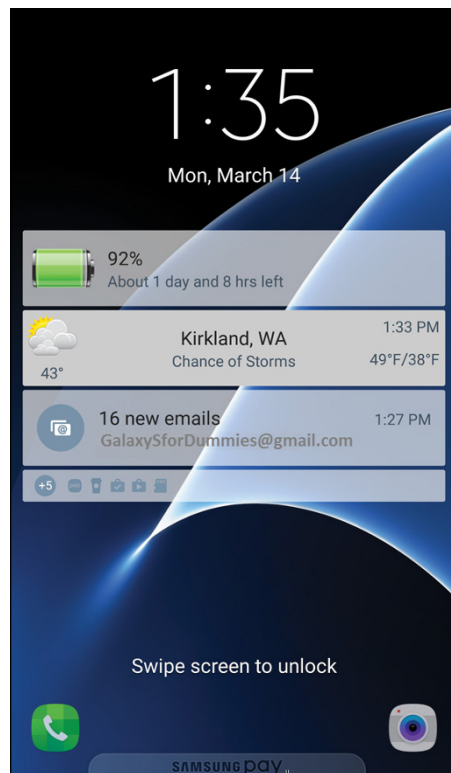 1:35
Mon, March 14
92%
About 1 day and 8 hrs left
Kirkland, WA
1:33 PM
Chance of Storms
49°F/38°F
43°
16 new emails
1:27 PM
GalaxySforDummies@gmail.com
+5
Swipe screen to unlock
SAMSUNG pay